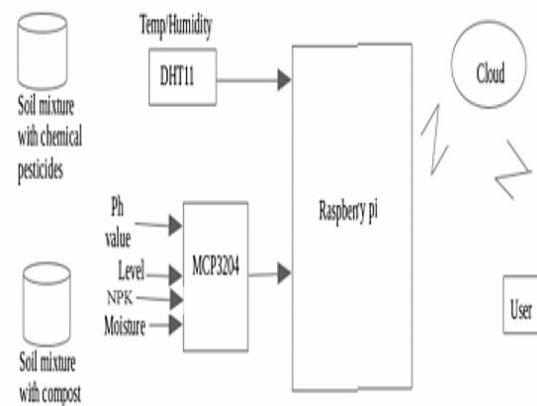 Temp/Humidity
DHT11
Soil mixture
with chemical
pesticides
Cloud
Raspberry pi
Ph
value
Level
NPK
Moisture
MCP3204
User
Soil mixture
with compost